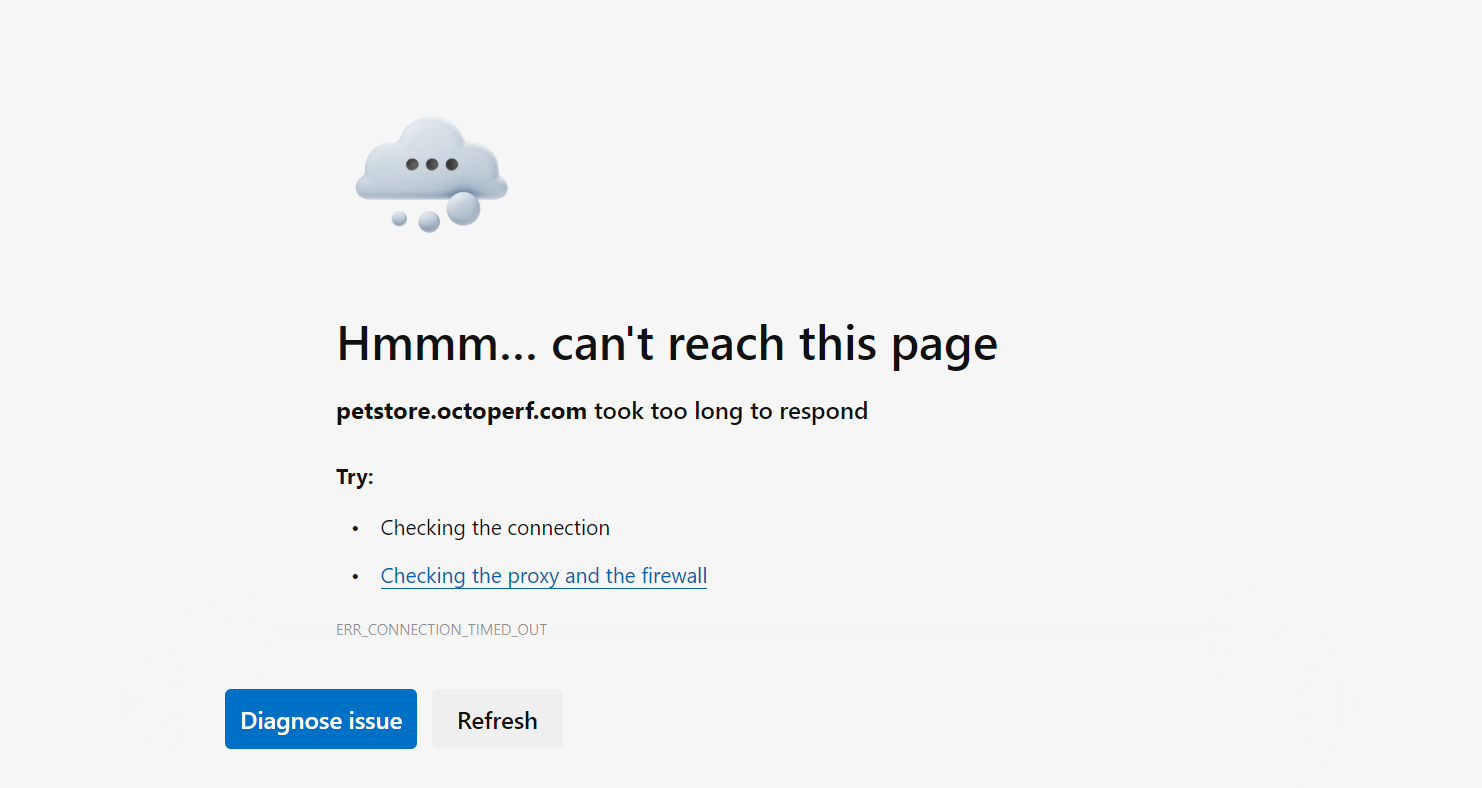 Hmmm... can't reach this page
petstore.octoperf.com took too long to respond
Try:
• Checking the connection
• Checking the proxy and the firewall
ERR_CONNECTION_TIMED_OUT
Diagnose issue Refresh